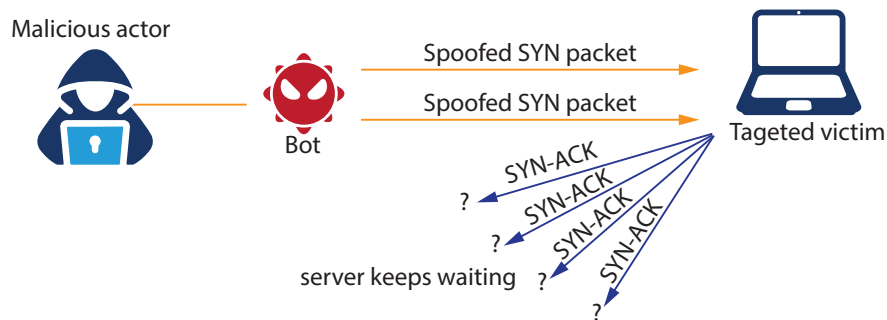 Malicious actor
Spoofed SYN packet
Spoofed SYN packet
Bot
Tageted victim
SYN-ACK
?
SYN-ACK
?
SYN-ACK
?
SYN-ACK
?
server keeps waiting